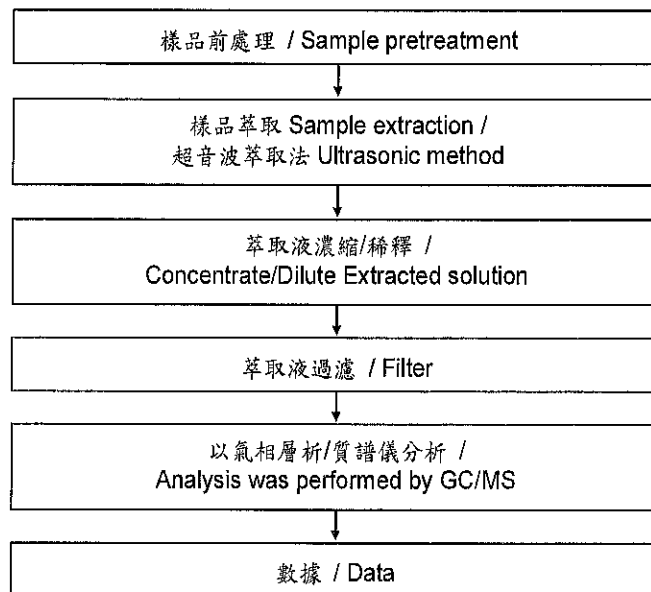 樣品前處理 / Sample pretreatment
樣品萃取 Sample extraction /
超音波萃取法 Ultrasonic method
萃取液濃縮/稀釋 /
Concentrate/Dilute Extracted solution
萃取液過濾 / Filter
以氣相層析/質譜儀分析 /
Analysis was performed by GC/MS
數據 / Data